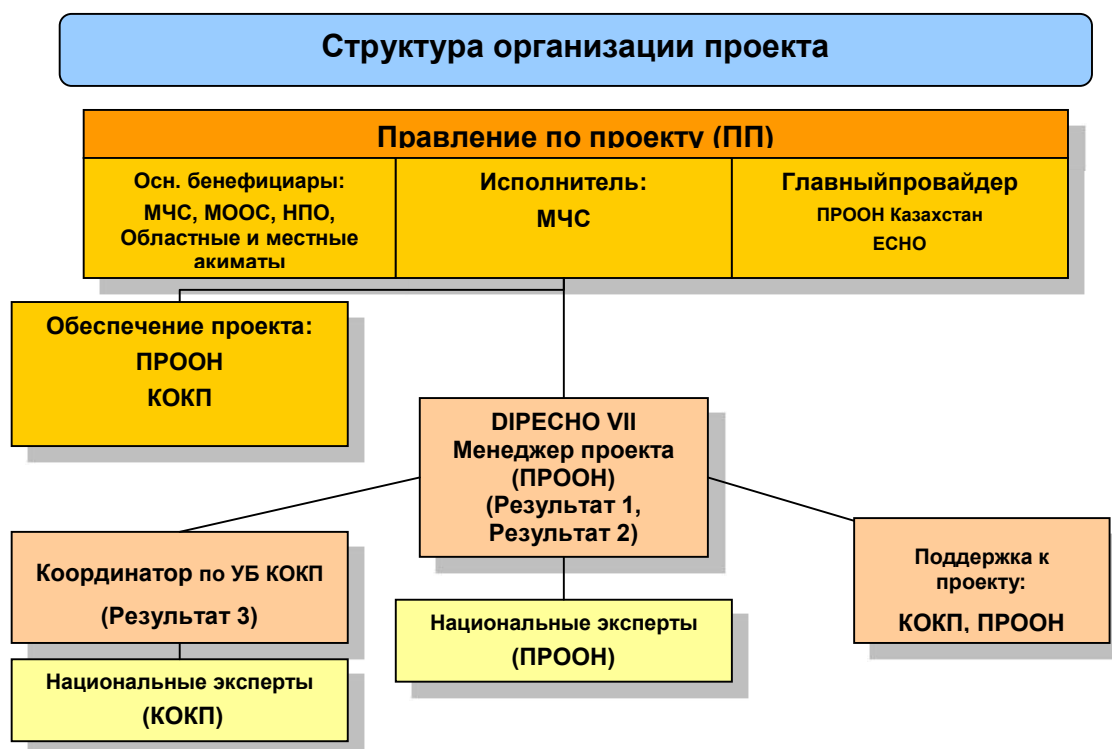 Структура организации проекта
Правление по проекту (ПП)
Осн. бенефициары:
МЧС, МООС, НПО,
Областные и местные
акиматы
Исполнитель:
МЧС
Главныйпровайдер
ПРООН Казахстан
ЕСНО
Обеспечение проекта:
ПРООН
КОКП
DIPECHO VII
Менеджер проекта
(ПРООН)
(Результат 1,
Результат 2)
Координатор по УБ КОКП
(Результат 3)
Поддержка к
проекту:
КОКП, ПРООН
Национальные эксперты
(ПРООН)
Национальные эксперты
(КОКП)